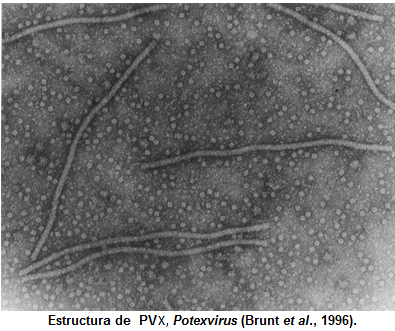 Estructura de PVX, Potexvirus (Brunt et al., 1996).